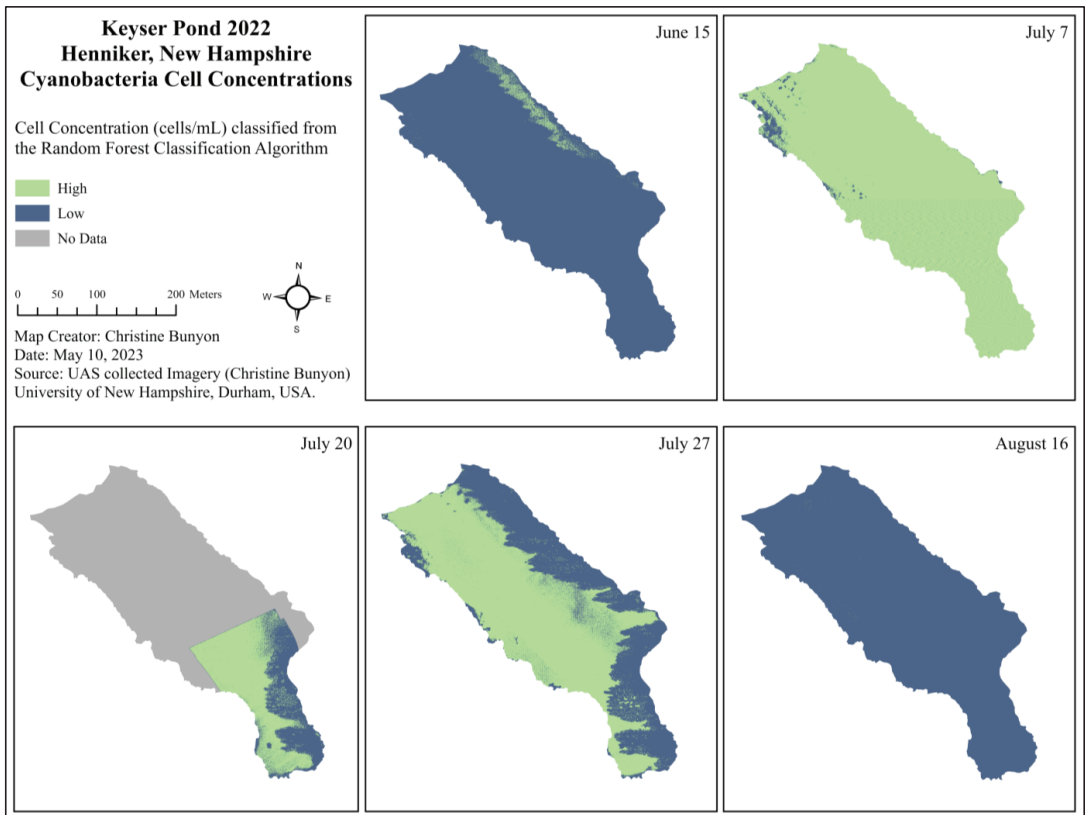 Keyser Pond 2022
Henniker, New Hampshire
Cyanobacteria Cell Concentrations
Cell Concentration (cells/mL) classified from
the Random Forest Classification Algorithm
High
Low
No Data
0 50 100 200 Meters
N
W E
S
Map Creator: Christine Bunyon
Date: May 10, 2023
Source: UAS collected Imagery (Christine Bunyon)
University of New Hampshire, Durham, USA.
June 15
July 7
July 20
July 27
August 16